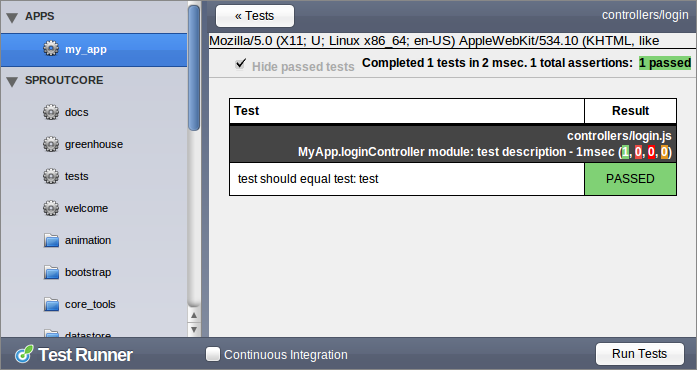 APPS
my_app
SPROUTCORE
docs
greenhouse
tests
welcome
animation
bootstrap
core_tools
datastore
« Tests
controllers/login
Mozilla/5.0 (X11; U; Linux x86_64; en-US) AppleWebKit/534.10 (KHTML, like
Hide passed tests Completed 1 tests in 2 msec. 1 total assertions: 1 passed
Test Result
controllers/login.js
MyApp.loginController module: test description - 1msec (1, 0, 0, 0)
test should equal test: test PASSED
Test Runner
Continuous Integration
Run Tests